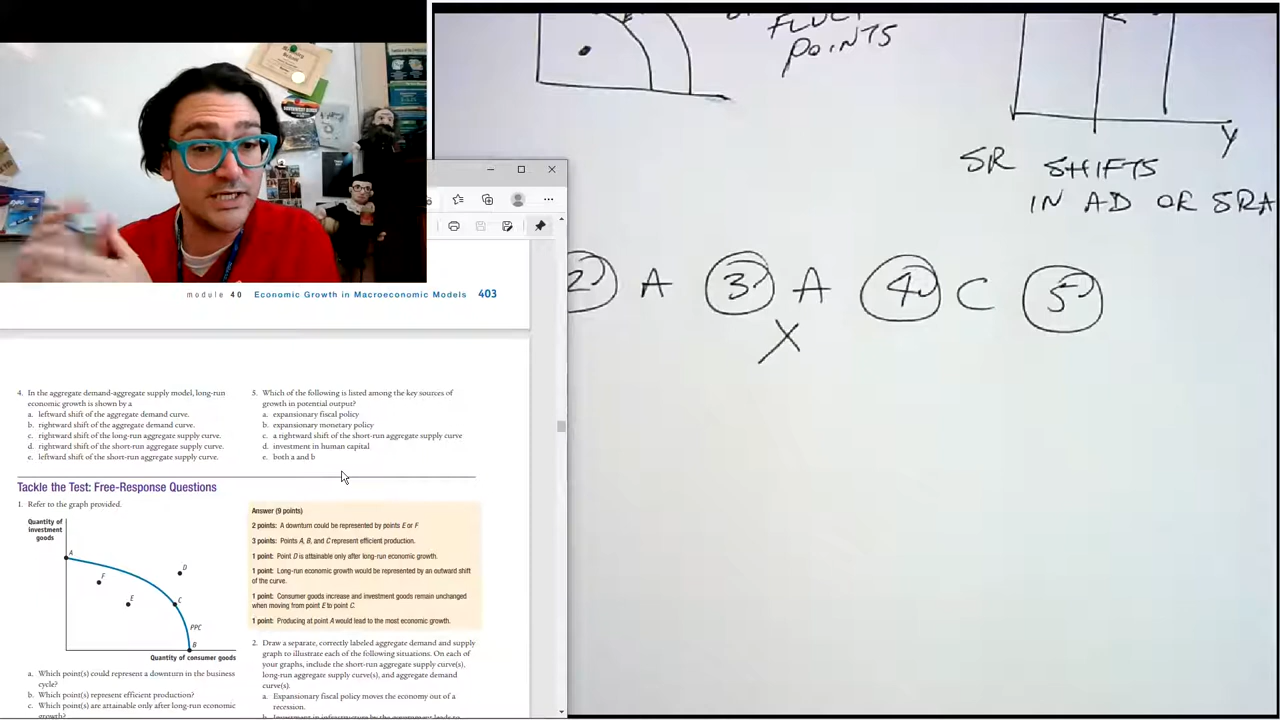 module 40 Economic Growth in Macroeconomic Models 403
4. In the aggregate demand-aggregate supply model, long-run
economic growth is shown by a
a. leftward shift of the aggregate demand curve.
b. rightward shift of the aggregate demand curve.
c. rightward shift of the long-run aggregate supply curve.
d. rightward shift of the short-run aggregate supply curve.
e. leftward shift of the short-run aggregate supply curve.
5. Which of the following is listed among the key sources of
growth in potential output?
a. expansionary fiscal policy
b. expansionary monetary policy
c. a rightward shift of the short-run aggregate supply curve
d. investment in human capital
e. both a and b
Tackle the Test: Free-Response Questions
1. Refer to the graph provided.
Quantity of
investment
goods
A
F
D
E
C
PPC
B
Quantity of consumer goods
a. Which point(s) could represent a downturn in the business
cycle?
b. Which point(s) represent efficient production?
c. Which point(s) are attainable only after long-run economic
growth?
Answer (9 points)
2 points: A downturn could be represented by points E or F
3 points: Points A, B, and C represent efficient production.
1 point: Point D is attainable only after long-run economic growth.
1 point: Long-run economic growth would be represented by an outward shift
of the curve.
1 point: Consumer goods increase and investment goods remain unchanged
when moving from point E to point C.
1 point: Producing at point A would lead to the most economic growth.
2. Draw a separate, correctly labeled aggregate demand and supply
graph to illustrate each of the following situations. On each of
your graphs, include the short-run aggregate supply curve(s),
long-run aggregate supply curve(s), and aggregate demand
curve(s).
a. Expansionary fiscal policy moves the economy out of a
recession.
b. Investment in infrastructure by the government leads to
POINTS
Y
SR SHIFTS
IN AD OR SRA
2 A 3 A 4 C 5
X